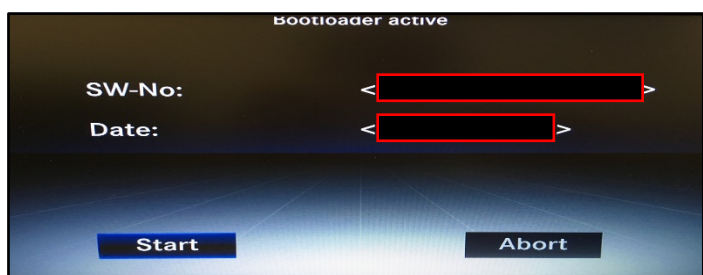 Bootloader active
SW-No: < >
Date: < >
Start Abort